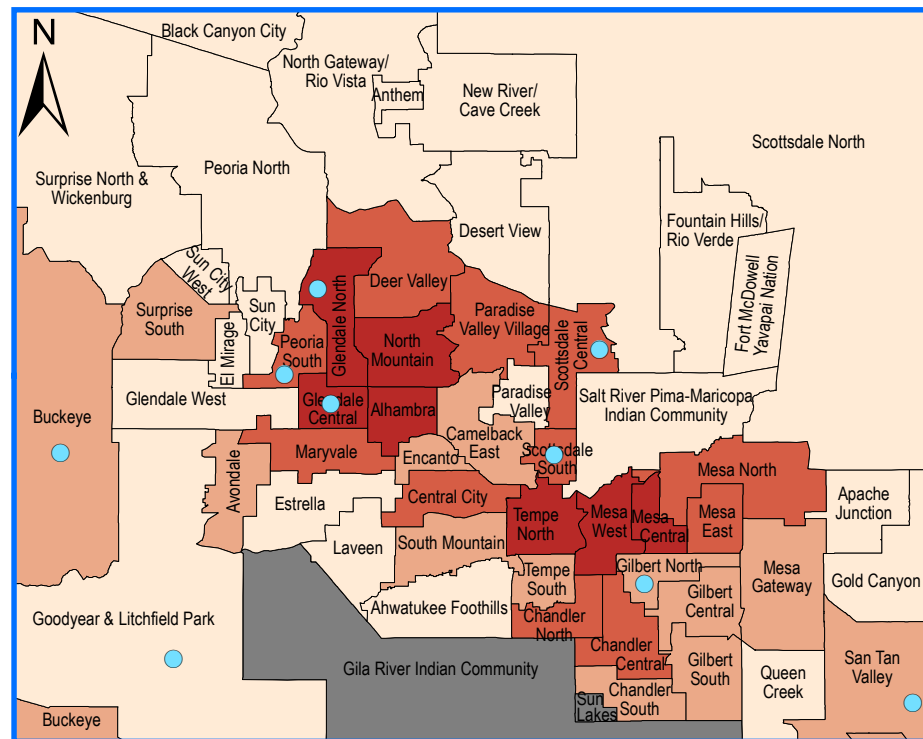 N
Black Canyon City
North Gateway/
Rio Vista
Anthem
New River/
Cave Creek
Scottsdale North
Peoria North
Surprise North &
Wickenburg
Fountain Hills/
Rio Verde
Desert View
Sun City
West
Deer Valley
Fort McDowell
Yavapai Nation
Surprise
South
Sun
City
El Mirage
Glendale North
Paradise
Valley Village
Scottsdale
Central
Peoria
South
North
Mountain
Paradise
Valley
Salt River Pima-Maricopa
Indian Community
Glendale West
Glendale
Central
Alhambra
Buckeye
Camelback
East
Avondale
Maryvale
Encanto
Scottsdale
South
Mesa North
Estrella
Central City
Apache
Junction
Tempe
North
Mesa
West
Mesa
Central
Mesa
East
Laveen
South Mountain
Gilbert North
Mesa
Gateway
Tempe
South
Gold Canyon
Ahwatukee Foothills
Gilbert
Central
Goodyear & Litchfield Park
Chandler
North
Chandler
Central
Gila River Indian Community
Gilbert
South
San Tan
Valley
Queen
Creek
Chandler
South
Sun
Lakes
Buckeye